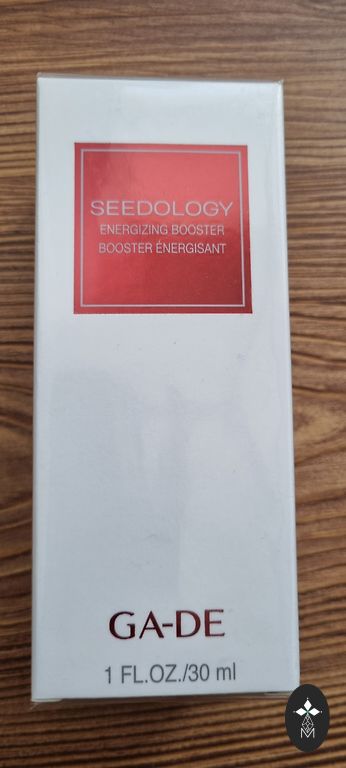 SEEDOLOGY
ENERGIZING BOOSTER
BOOSTER ÉNERGISANT
GA-DE
1 FL.OZ./30 ml